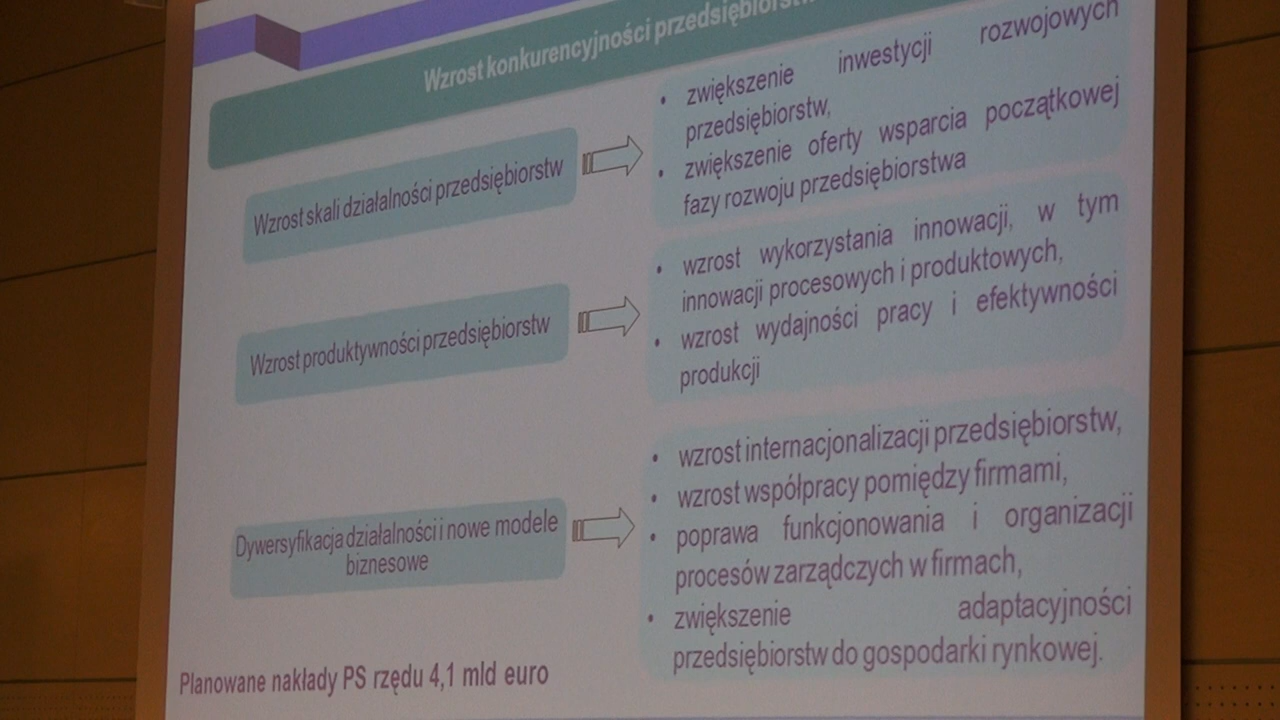 Wzrost konkurencyjności przedsiębiorstw
Wzrost skali działalności przedsiębiorstw
• zwiększenie inwestycji rozwojowych
przedsiębiorstw,
• zwiększenie oferty wsparcia początkowej
fazy rozwoju przedsiębiorstwa
Wzrost produktywności przedsiębiorstw
• wzrost wykorzystania innowacji, w tym
innowacji procesowych i produktowych,
• wzrost wydajności pracy i efektywności
produkcji
Dywersyfikacja działalności i nowe modele
biznesowe
• wzrost internacjonalizacji przedsiębiorstw,
• wzrost współpracy pomiędzy firmami,
• poprawa funkcjonowania i organizacji
procesów zarządczych w firmach,
• zwiększenie adaptacyjności
przedsiębiorstw do gospodarki rynkowej.
Planowane nakłady PS rzędu 4,1 mld euro